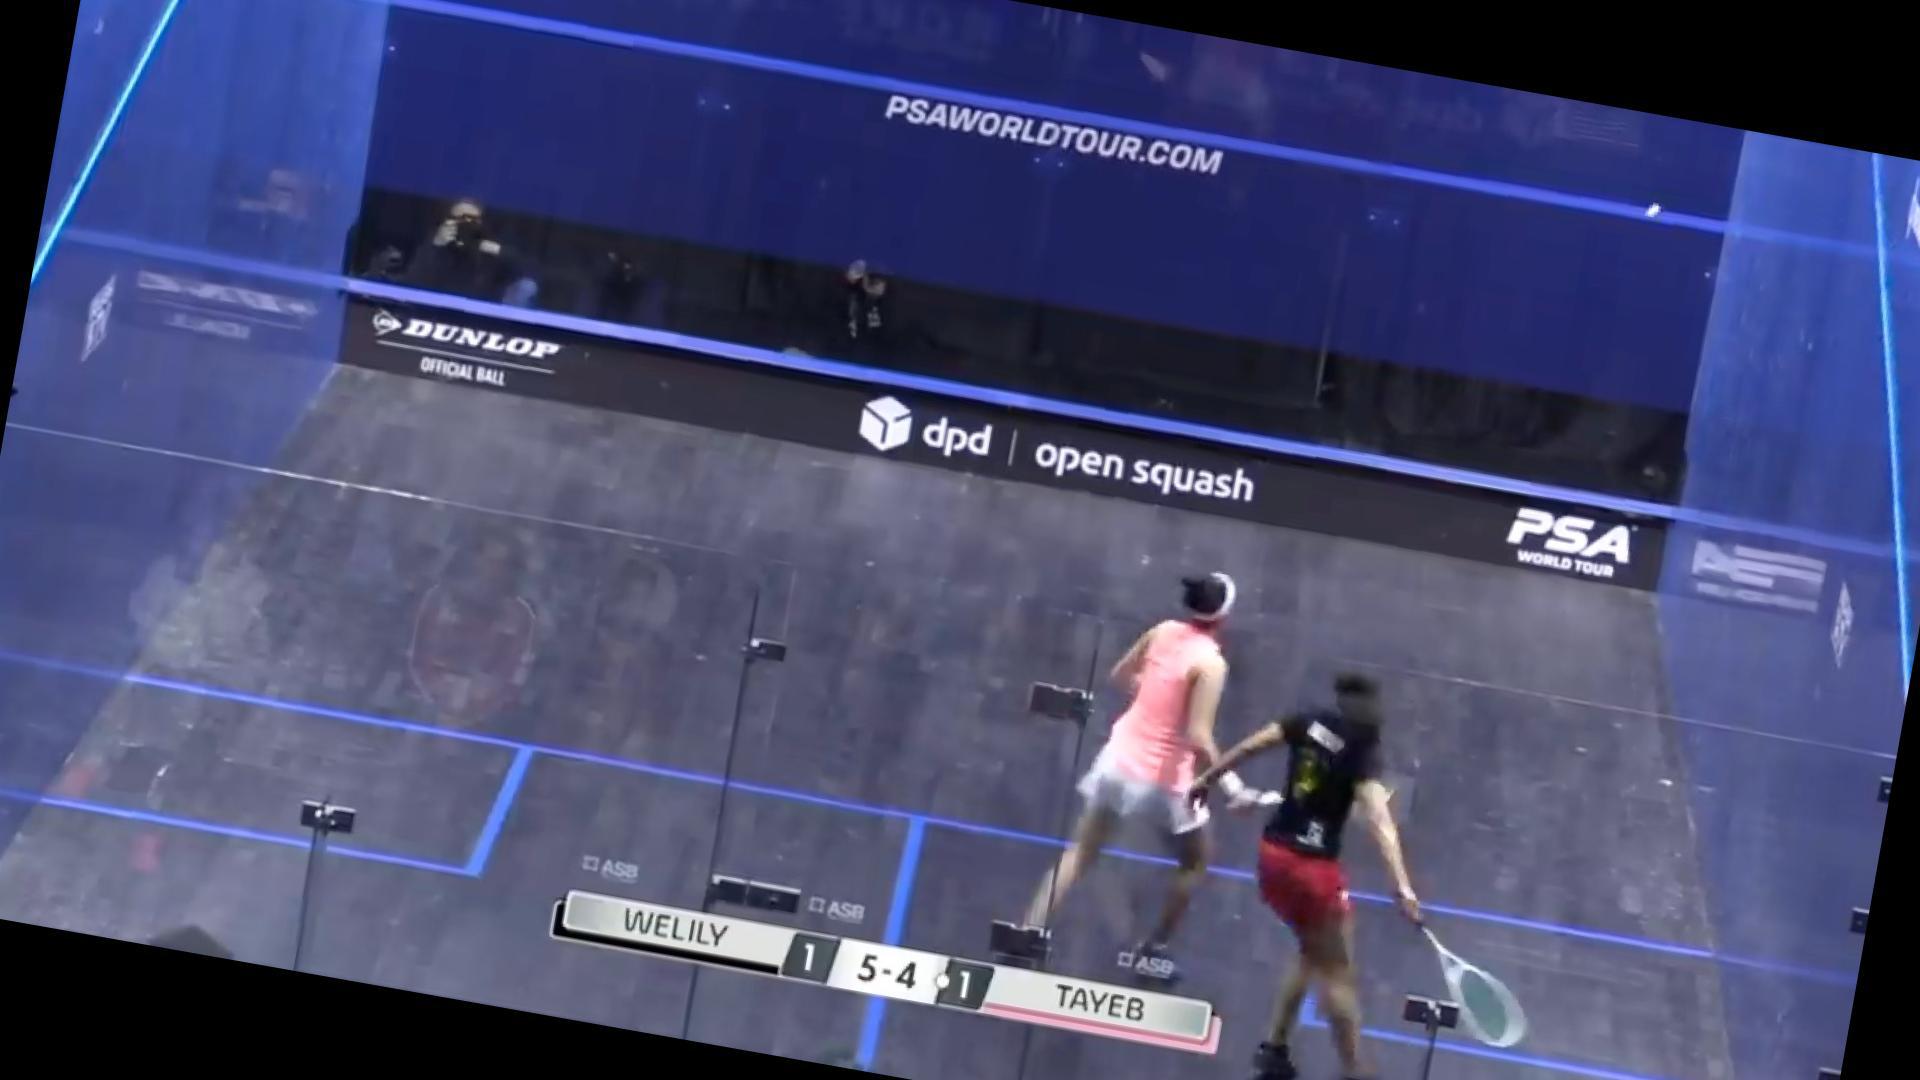 PSAWORLDTOUR.COM
DUNLOP
OFFICIAL BALL
dpd | open squash
PSA
WORLD TOUR
ASB
ASB
ASB
WELILY 1 5-4 1 TAYEB